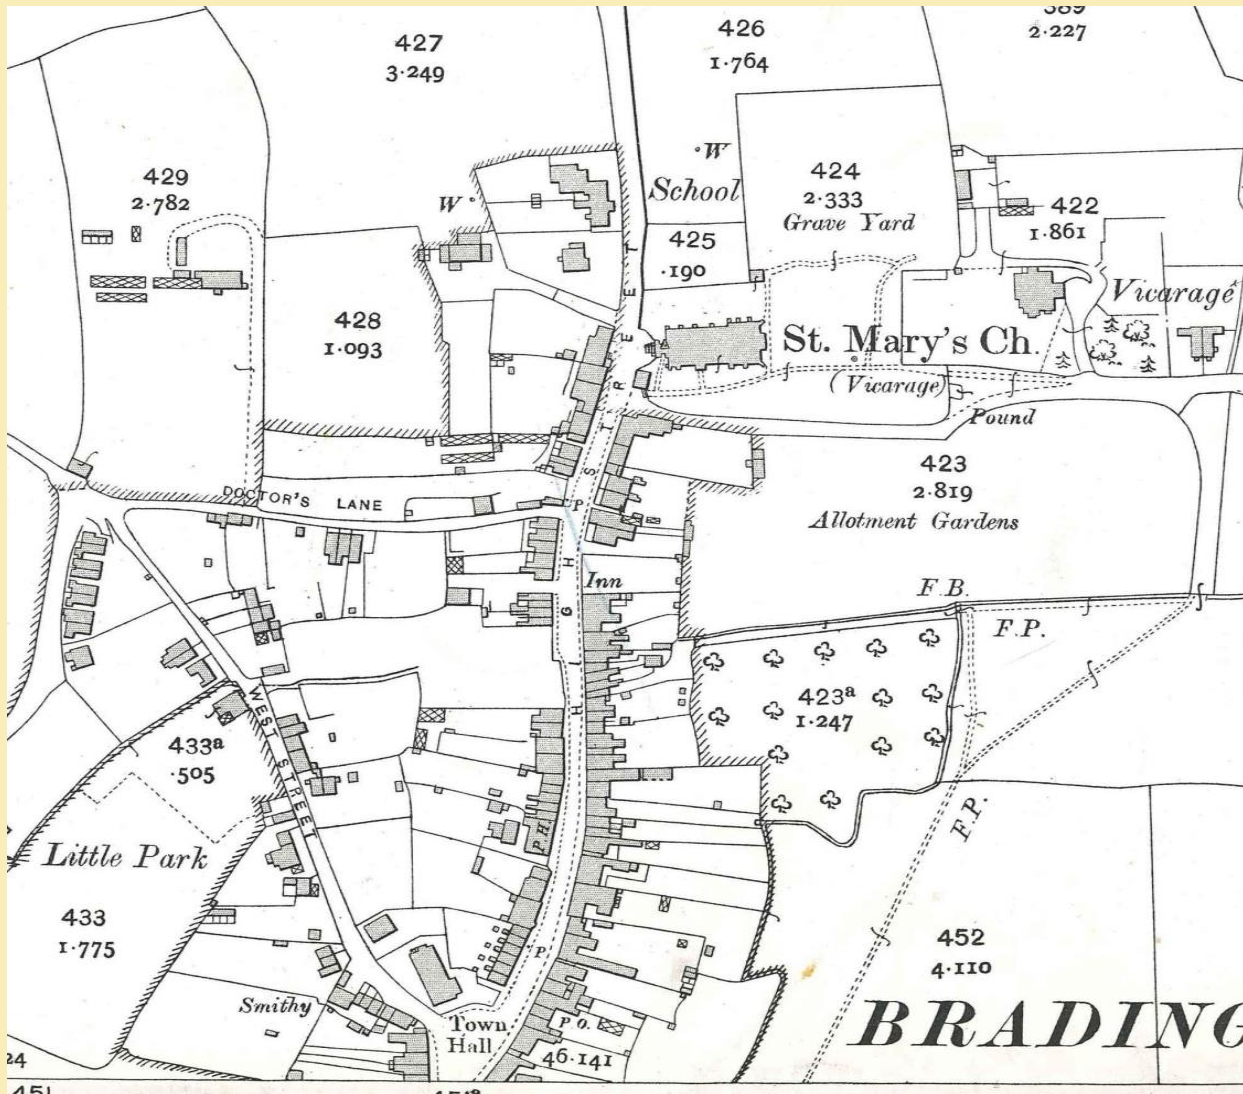 427
3·249
426
1·764
389
2·227
429
2·782
W
W
School
424
2·333
Grave Yard
422
1·861
425
·190
428
1·093
Vicarage
St. Mary's Ch.
(Vicarage)
Pound
423
2·819
Allotment Gardens
DOCTOR'S LANE
P
HIGH STREET
Inn
F.B.
F.P.
423ª
1·247
WEST STREET
433ª
·505
P.H.
F.P.
Little Park
433
1·775
452
4·110
Smithy
P
Town
Hall
P.O.
46·141
BRADING
24
451